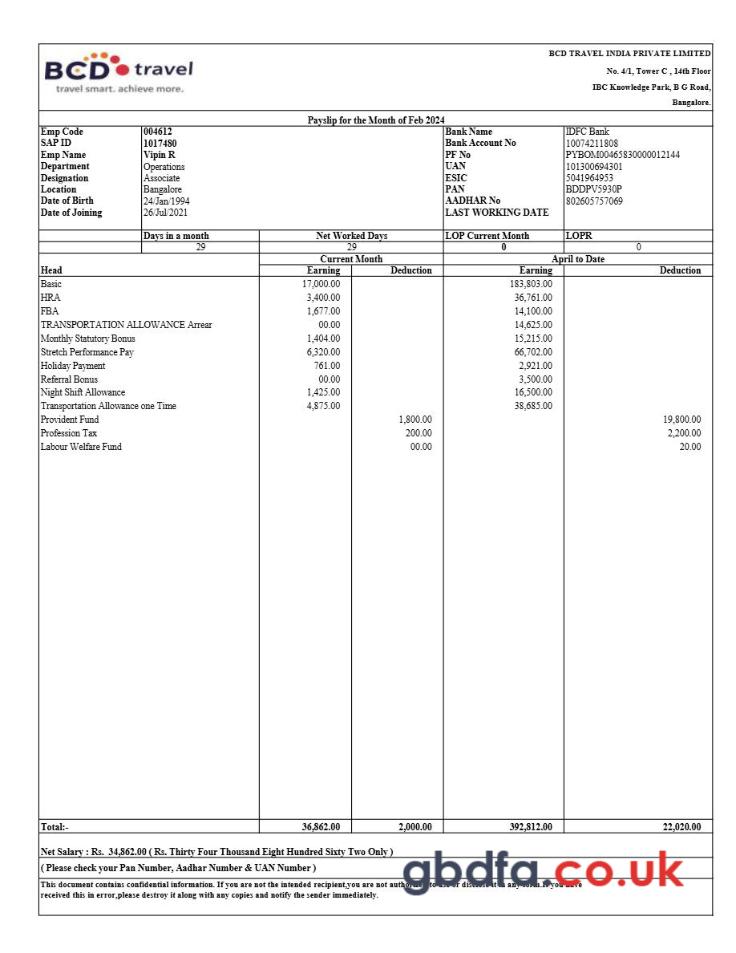 BCD travel
travel smart. achieve more.
BCD TRAVEL INDIA PRIVATE LIMITED
No. 4/1, Tower C , 14th Floor
IBC Knowledge Park, B G Road,
Bangalore.
Payslip for the Month of Feb 2024
Emp Code 004612 Bank Name IDFC Bank
SAP ID 1017480 Bank Account No 10074211808
Emp Name Vipin R PF No PYBOM00465830000012144
Department Operations UAN 101300694301
Designation Associate ESIC 5041964953
Location Bangalore PAN BDDPV5930P
Date of Birth 24/Jan/1994 AADHAR No 802605757069
Date of Joining 26/Jul/2021 LAST WORKING DATE
Days in a month Net Worked Days LOP Current Month LOPR
29 29 0 0
Current Month April to Date
Head Earning Deduction Earning Deduction
Basic 17,000.00 183,803.00
HRA 3,400.00 36,761.00
FBA 1,677.00 14,100.00
TRANSPORTATION ALLOWANCE Arrear 00.00 14,625.00
Monthly Statutory Bonus 1,404.00 15,215.00
Stretch Performance Pay 6,320.00 66,702.00
Holiday Payment 761.00 2,921.00
Referral Bonus 00.00 3,500.00
Night Shift Allowance 1,425.00 16,500.00
Transportation Allowance one Time 4,875.00 38,685.00
Provident Fund 1,800.00 19,800.00
Profession Tax 200.00 2,200.00
Labour Welfare Fund 00.00 20.00
Total:- 36,862.00 2,000.00 392,812.00 22,020.00
Net Salary : Rs. 34,862.00 ( Rs. Thirty Four Thousand Eight Hundred Sixty Two Only )
( Please check your Pan Number, Aadhar Number & UAN Number )
gbdfa.co.uk
This document contains confidential information. If you are not the intended recipient,you are not to use or it in any form.If you have
received this in error,please destroy it along with any copies and notify the sender immediately.